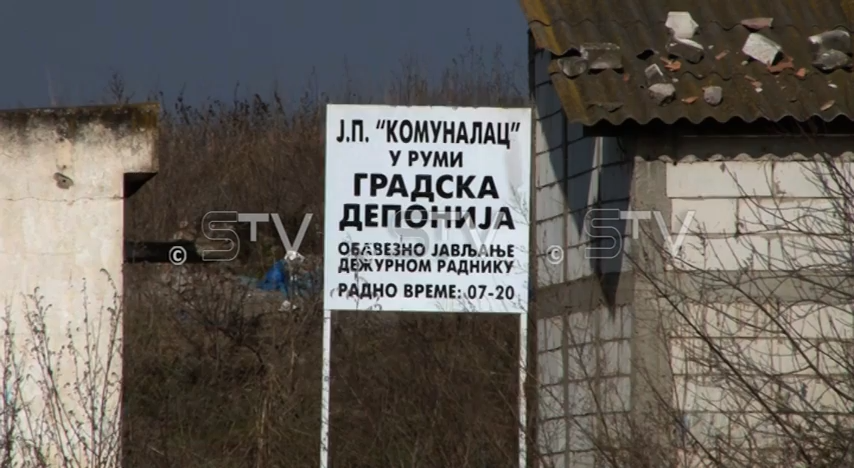 Ј.П. "КОМУНАЛАЦ"
У РУМИ
ГРАДСКА
ДЕПОНИЈА
ОБАВЕЗНО ЈАВЉАЊЕ
ДЕЖУРНОМ РАДНИКУ
РАДНО ВРЕМЕ: 07-20
© STV STV © STV